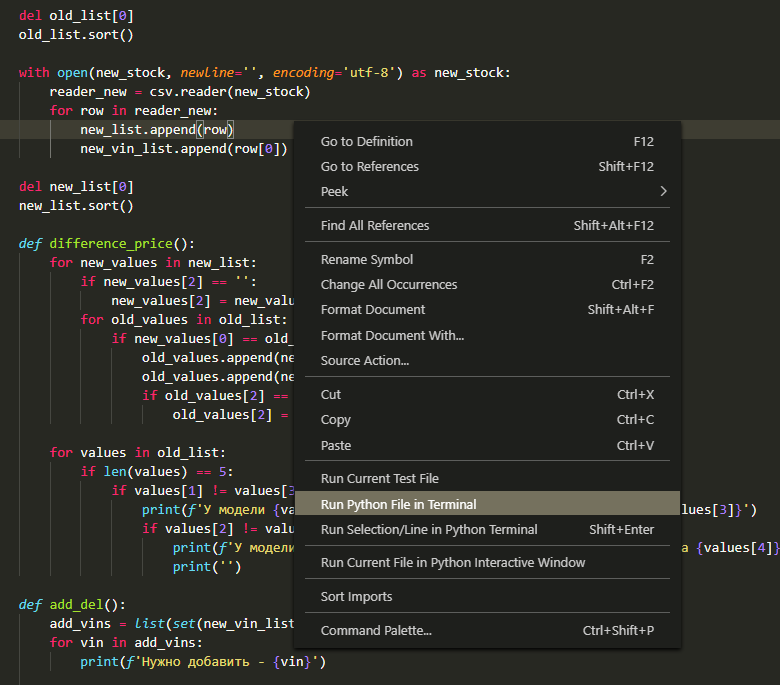 del old_list[0]
old_list.sort()
with open(new_stock, newline='', encoding='utf-8') as new_stock:
reader_new = csv.reader(new_stock)
for row in reader_new:
new_list.append(row)
new_vin_list.append(row[0])
del new_list[0]
new_list.sort()
def difference_price():
for new_values in new_list:
if new_values[2] == '':
new_values[2] = new_valu
for old_values in old_list:
if new_values[0] == old_
old_values.append(ne
old_values.append(ne
if old_values[2] ==
old_values[2] =
for values in old_list:
if len(values) == 5:
if values[1] != values[3
print(f'У модели {va lues[3]}')
if values[2] != valu
print(f'У модели а {values[4]}
print('')
def add_del():
add_vins = list(set(new_vin_list
for vin in add_vins:
print(f'Нужно добавить - {vin}')
Go to Definition F12
Go to References Shift+F12
Peek
Find All References Shift+Alt+F12
Rename Symbol F2
Change All Occurrences Ctrl+F2
Format Document Shift+Alt+F
Format Document With...
Source Action...
Cut Ctrl+X
Copy Ctrl+C
Paste Ctrl+V
Run Current Test File
Run Python File in Terminal
Run Selection/Line in Python Terminal Shift+Enter
Run Current File in Python Interactive Window
Sort Imports
Command Palette... Ctrl+Shift+P